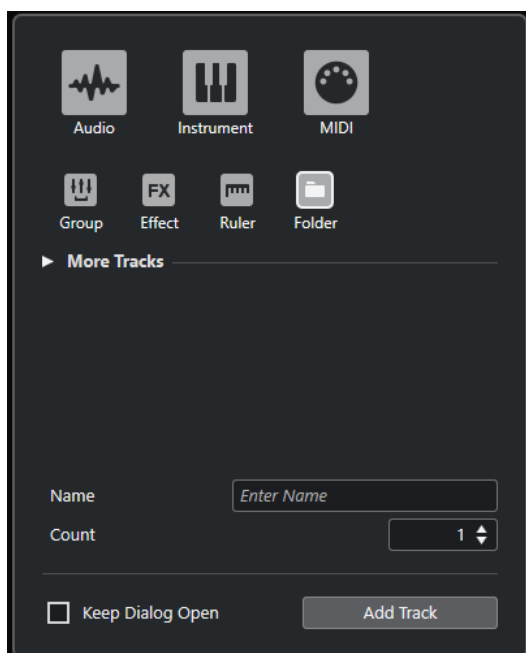 Audio Instrument MIDI
FX
Group Effect Ruler Folder
More Tracks
Name Enter Name
Count 1
Keep Dialog Open Add Track